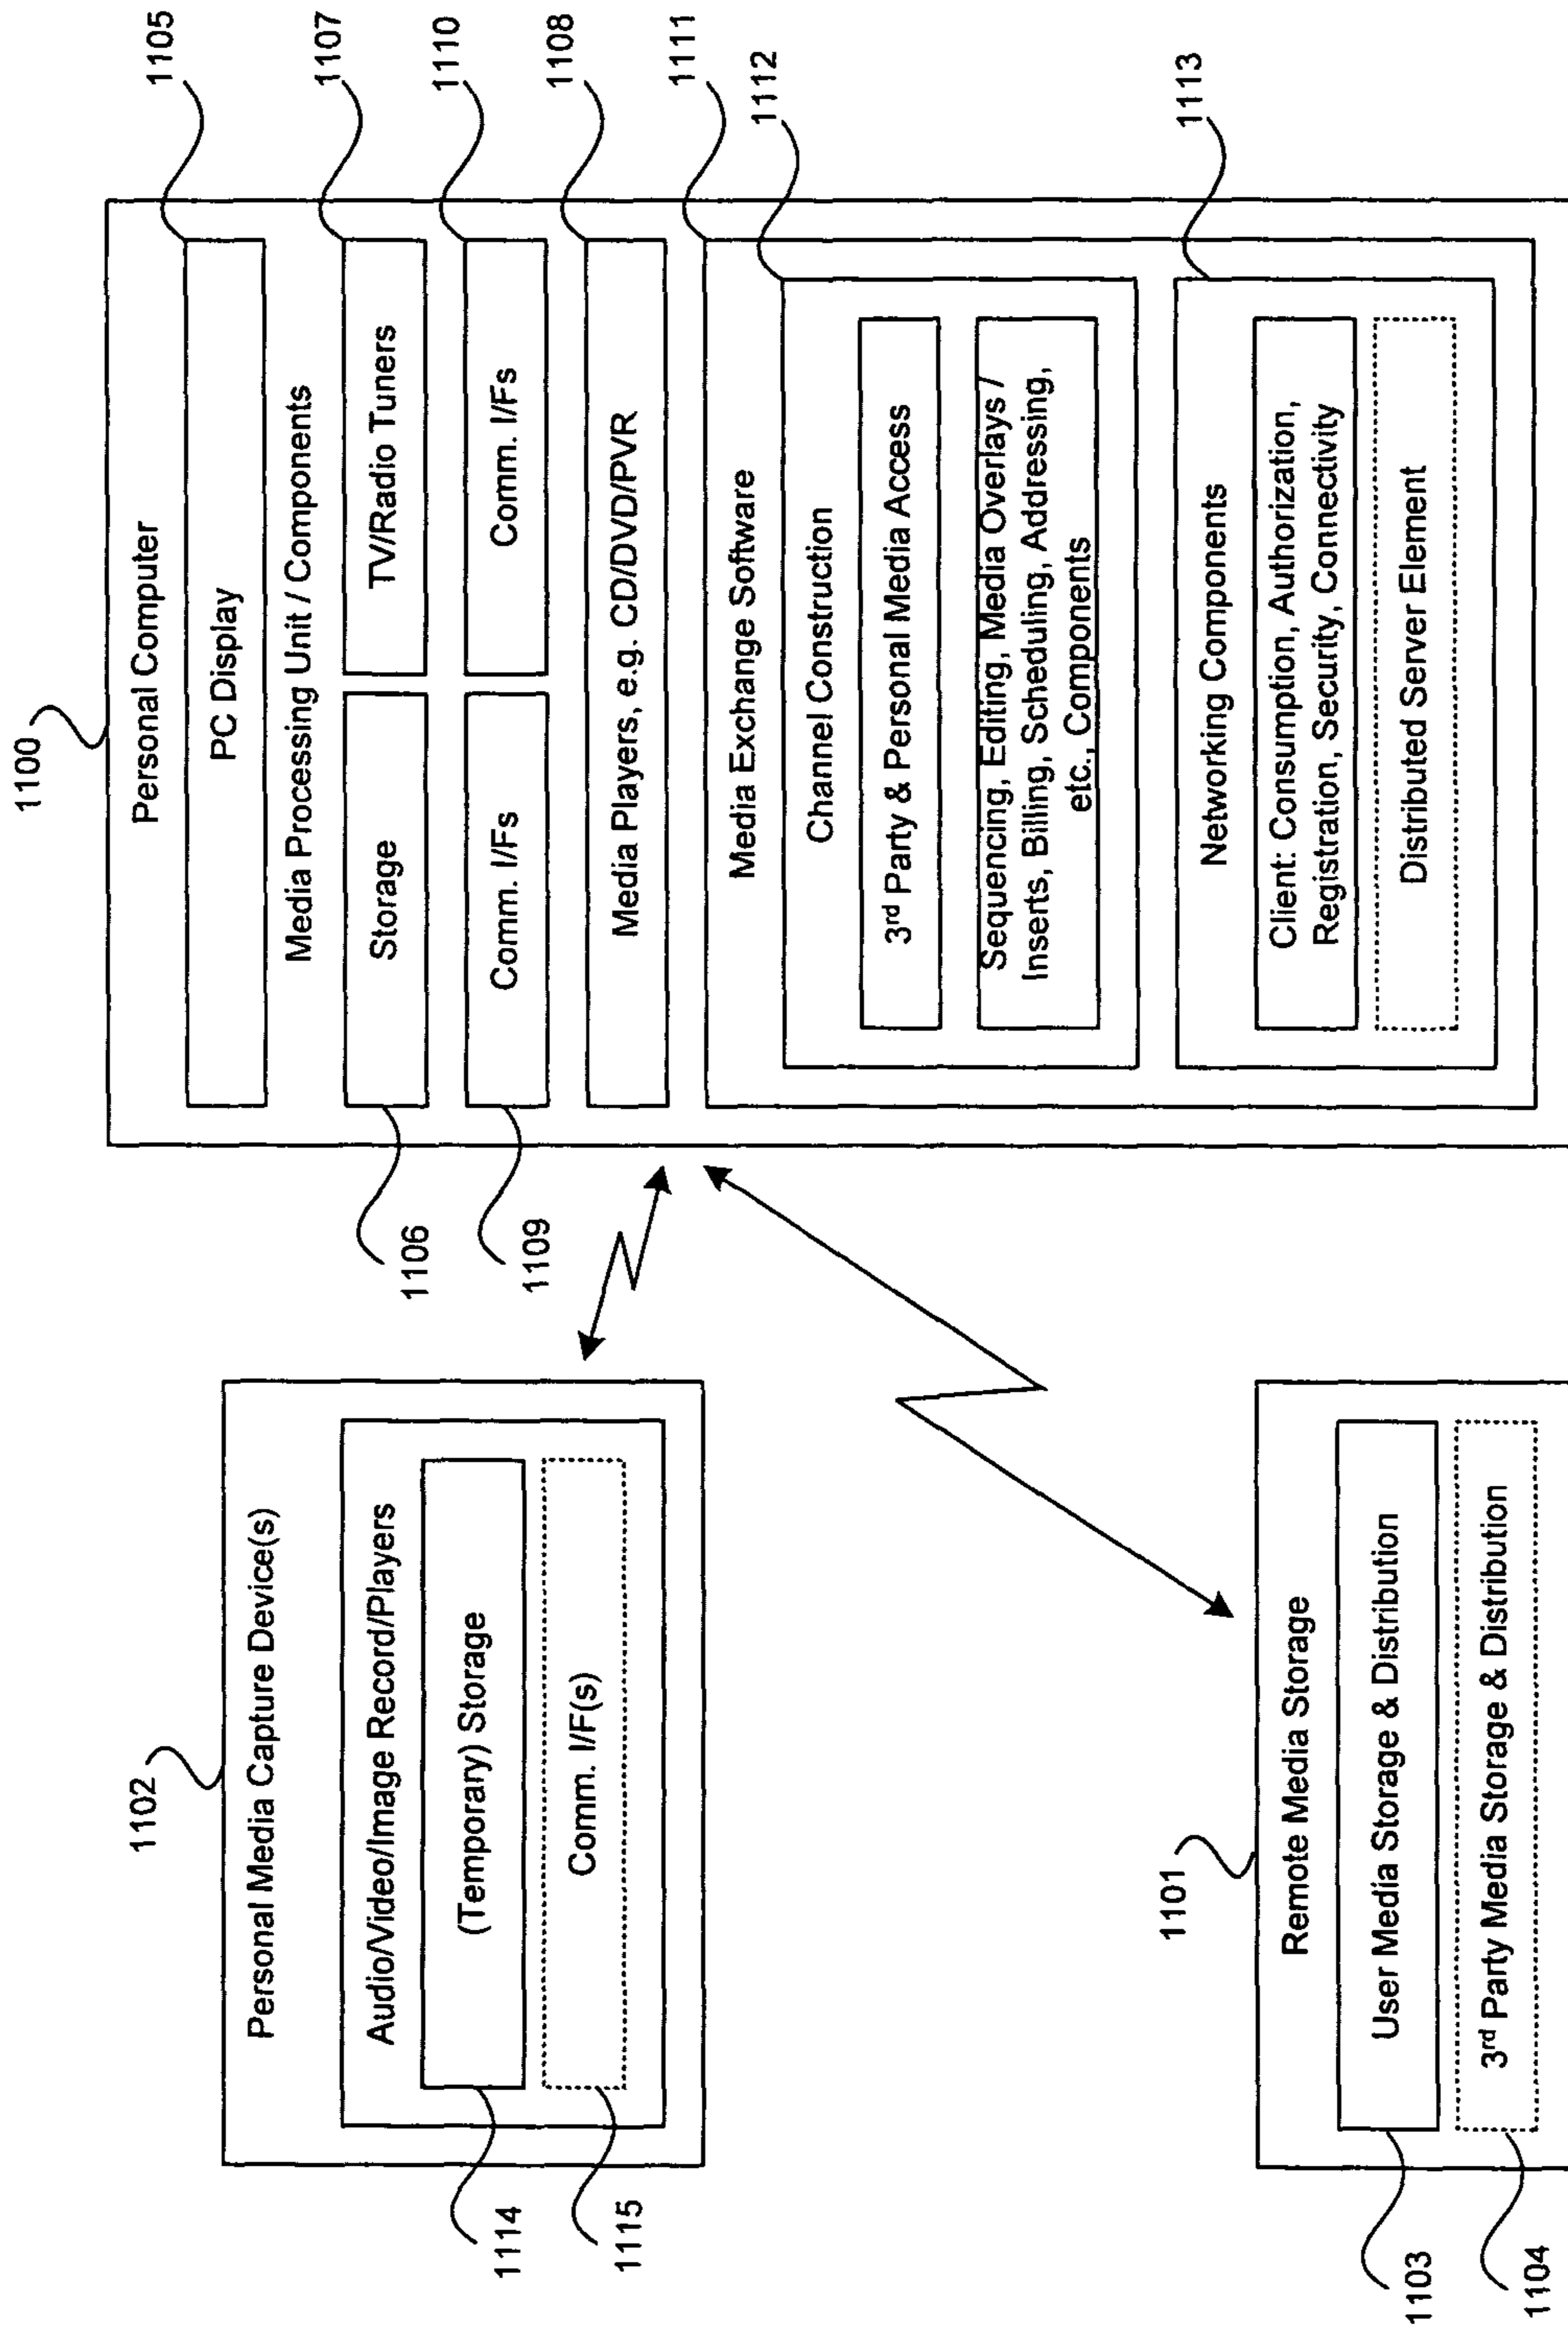 1102
Personal Media Capture Device(s)
Audio/Video/Image Record/Players
(Temporary) Storage
Comm. I/F(s)
1114
1115
1101
Remote Media Storage
User Media Storage & Distribution
3rd Party Media Storage & Distribution
1103
1104
1100
Personal Computer
1105
PC Display
Media Processing Unit / Components
1107
Storage
TV/Radio Tuners
1106
1110
Comm. I/Fs
Comm. I/Fs
1109
1108
Media Players, e.g. CD/DVD/PVR
1111
Media Exchange Software
1112
Channel Construction
3rd Party & Personal Media Access
Sequencing, Editing, Media Overlays /
Inserts, Billing, Scheduling, Addressing,
etc., Components
1113
Networking Components
Client: Consumption, Authorization,
Registration, Security, Connectivity
Distributed Server Element